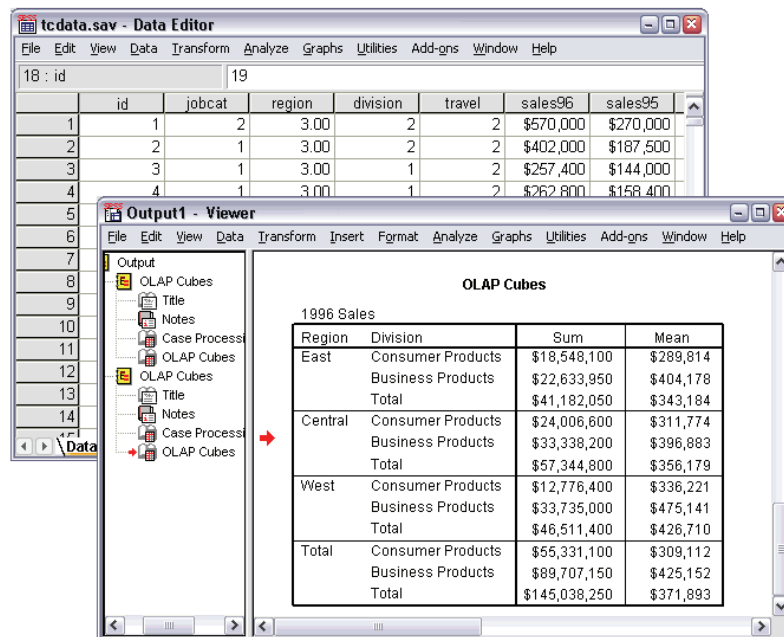 tcdata.sav - Data Editor
File Edit View Data Transform Analyze Graphs Utilities Add-ons Window Help
18 : id 19
id jobcat region division travel sales96 sales95
1 1 2 3.00 2 2 $570,000 $270,000
2 2 1 3.00 2 2 $402,000 $187,500
3 3 1 3.00 1 2 $257,400 $144,000
4 4 1 3.00 1 2 $262,800 $158,400
5
6
7
8
9
10
11
12
13
14
15
Data
Output1 - Viewer
File Edit View Data Transform Insert Format Analyze Graphs Utilities Add-ons Window Help
Output
OLAP Cubes
Title
Notes
Case Processi
OLAP Cubes
OLAP Cubes
Title
Notes
Case Processi
OLAP Cubes
OLAP Cubes
1996 Sales
Region Division Sum Mean
East Consumer Products $18,548,100 $289,814
Business Products $22,633,950 $404,178
Total $41,182,050 $343,184
Central Consumer Products $24,006,600 $311,774
Business Products $33,338,200 $396,883
Total $57,344,800 $356,179
West Consumer Products $12,776,400 $336,221
Business Products $33,735,000 $475,141
Total $46,511,400 $426,710
Total Consumer Products $55,331,100 $309,112
Business Products $89,707,150 $425,152
Total $145,038,250 $371,893